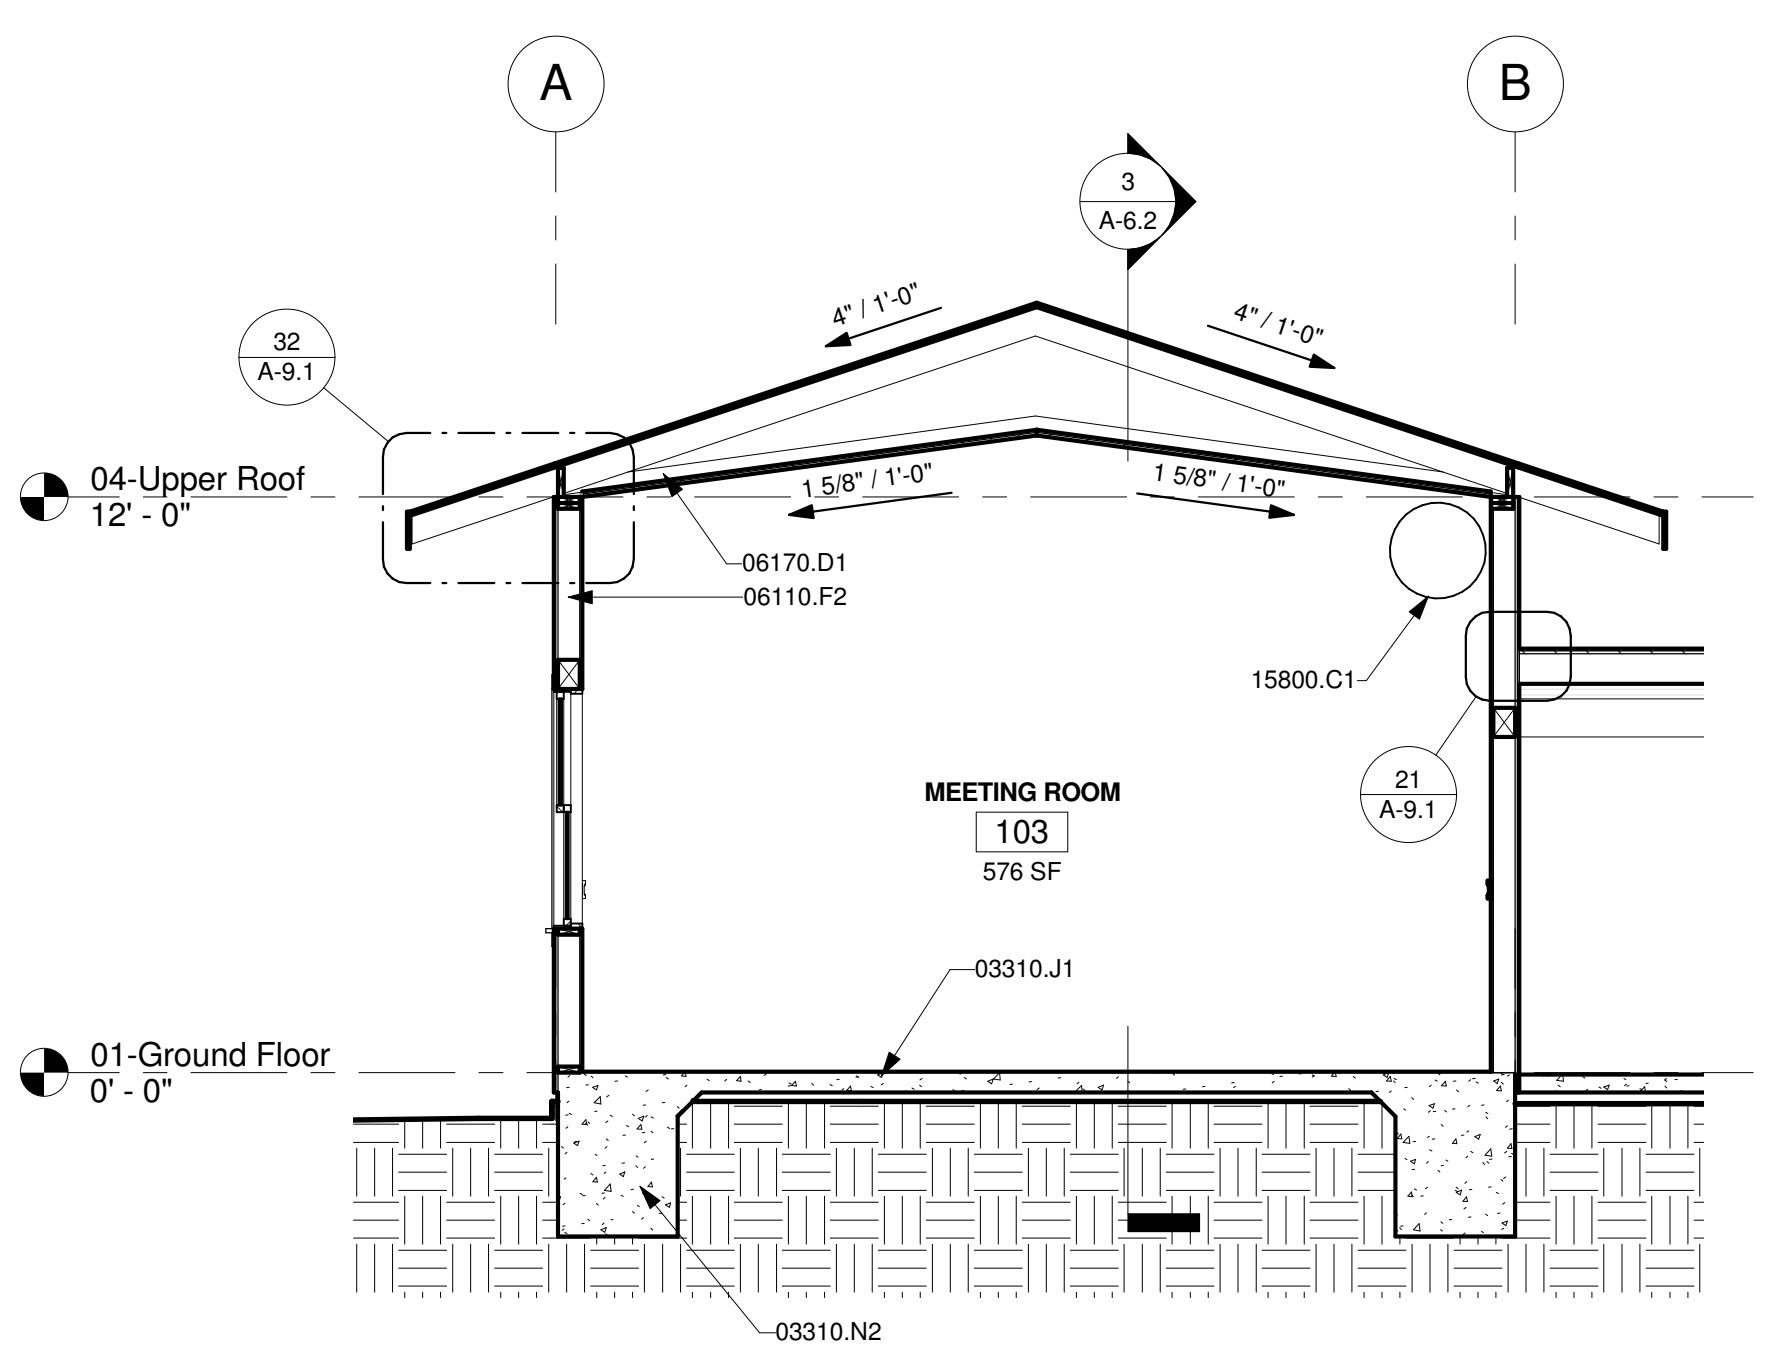 A
B
3
A-6.2
4" / 1'-0"
4" / 1'-0"
32
A-9.1
04-Upper Roof
12' - 0"
1 5/8" / 1'-0"
1 5/8" / 1'-0"
06170.D1
06110.F2
15800.C1
21
A-9.1
MEETING ROOM
103
576 SF
03310.J1
01-Ground Floor
0' - 0"
03310.N2